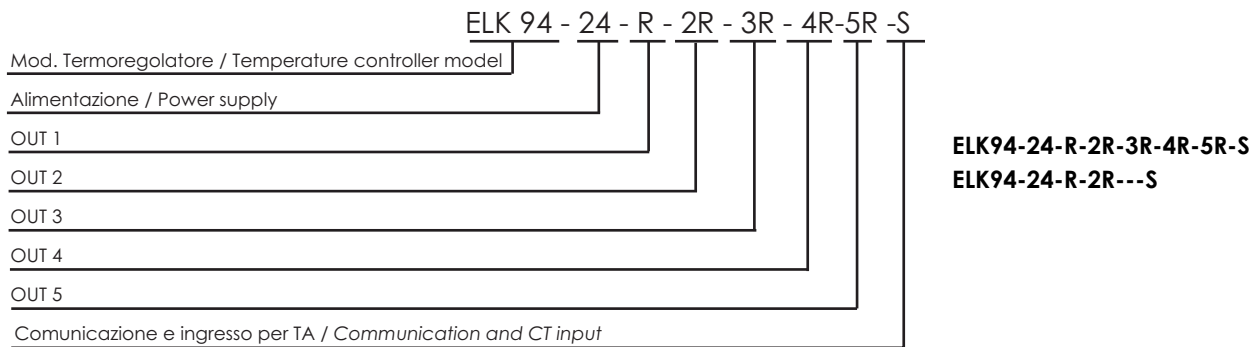 ELK 94 - 24 - R - 2R - 3R - 4R-5R -S
Mod. Termoregolatore / Temperature controller model
Alimentazione / Power supply
OUT 1
OUT 2
OUT 3
OUT 4
OUT 5
Comunicazione e ingresso per TA / Communication and CT input
ELK94-24-R-2R-3R-4R-5R-S
ELK94-24-R-2R---S